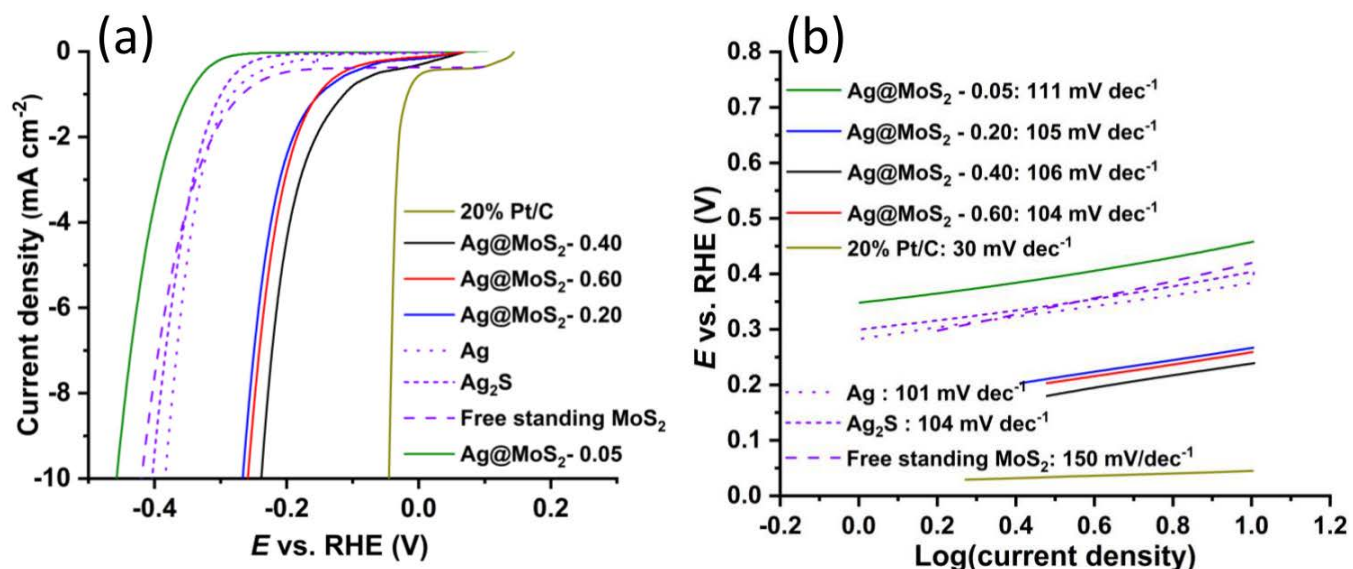 (a)
Current density (mA cm⁻²)
0
-2
-4
-6
-8
-10
20% Pt/C
Ag@MoS₂- 0.40
Ag@MoS₂- 0.60
Ag@MoS₂- 0.20
Ag
Ag₂S
Free standing MoS₂
Ag@MoS₂- 0.05
-0.4
-0.2
0.0
0.2
E vs. RHE (V)
(b)
E vs. RHE (V)
0.8
0.7
0.6
0.5
0.4
0.3
0.2
0.1
0.0
Ag@MoS₂ - 0.05: 111 mV dec⁻¹
Ag@MoS₂ - 0.20: 105 mV dec⁻¹
Ag@MoS₂ - 0.40: 106 mV dec⁻¹
Ag@MoS₂ - 0.60: 104 mV dec⁻¹
20% Pt/C: 30 mV dec⁻¹
Ag : 101 mV dec⁻¹
Ag₂S : 104 mV dec⁻¹
Free standing MoS₂: 150 mV/dec⁻¹
-0.2
0.0
0.2
0.4
0.6
0.8
1.0
1.2
Log(current density)